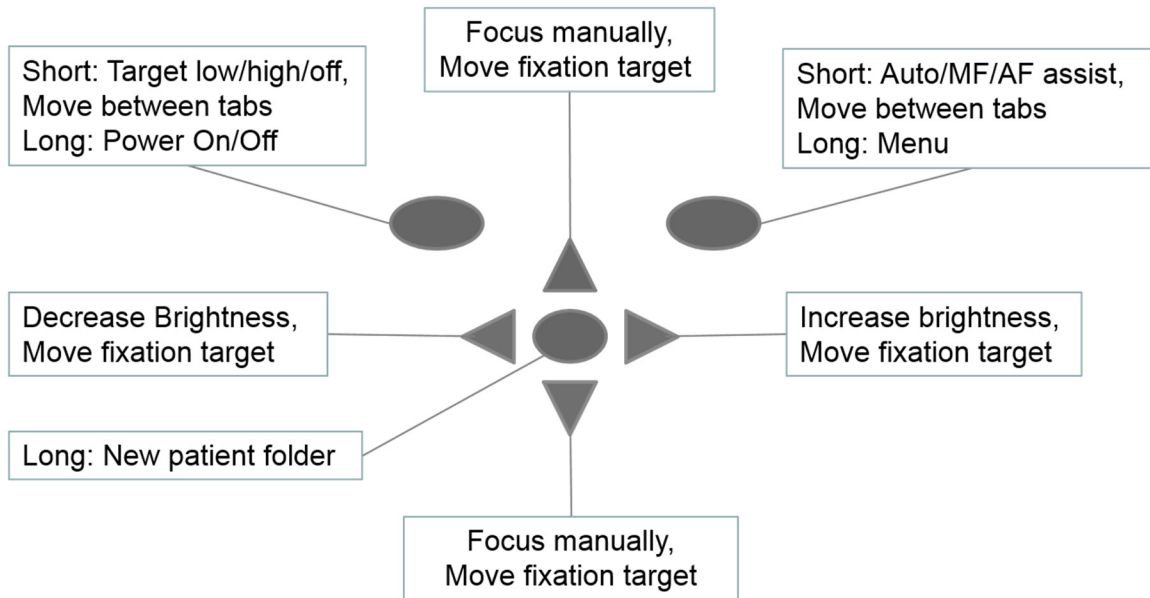 Focus manually,
Move fixation target
Short: Target low/high/off,
Move between tabs
Long: Power On/Off
Short: Auto/MF/AF assist,
Move between tabs
Long: Menu
Decrease Brightness,
Move fixation target
Increase brightness,
Move fixation target
Long: New patient folder
Focus manually,
Move fixation target